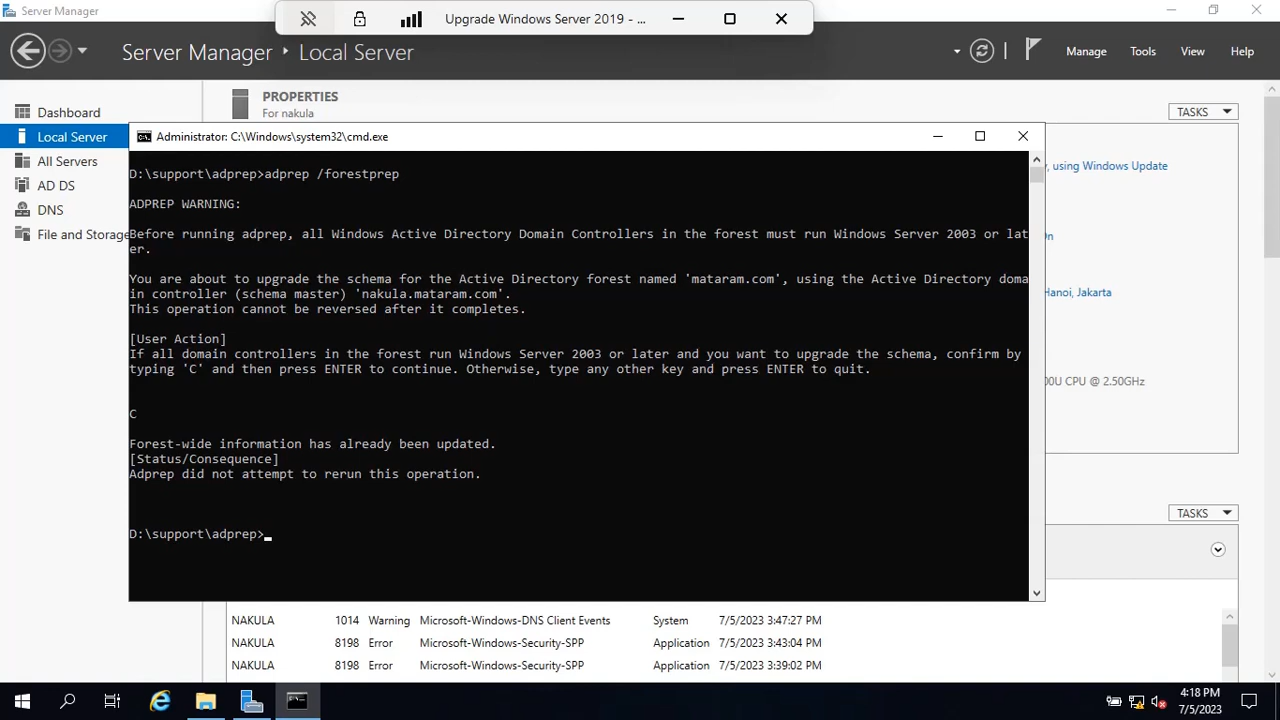 Server Manager
Upgrade Windows Server 2019 - ...
Server Manager Local Server
Manage Tools View Help
Dashboard
Local Server
All Servers
AD DS
DNS
File and Storage
PROPERTIES
For nakula
TASKS
Administrator: C:\Windows\system32\cmd.exe
D:\support\adprep>adprep /forestprep
ADPREP WARNING:
Before running adprep, all Windows Active Directory Domain Controllers in the forest must run Windows Server 2003 or lat
er.
You are about to upgrade the schema for the Active Directory forest named 'mataram.com', using the Active Directory doma
in controller (schema master) 'nakula.mataram.com'.
This operation cannot be reversed after it completes.
[User Action]
If all domain controllers in the forest run Windows Server 2003 or later and you want to upgrade the schema, confirm by
typing 'C' and then press ENTER to continue. Otherwise, type any other key and press ENTER to quit.
C
Forest-wide information has already been updated.
[Status/Consequence]
Adprep did not attempt to rerun this operation.
D:\support\adprep>
, using Windows Update
On
Hanoi, Jakarta
00U CPU @ 2.50GHz
TASKS
NAKULA 1014 Warning Microsoft-Windows-DNS Client Events System 7/5/2023 3:47:27 PM
NAKULA 8198 Error Microsoft-Windows-Security-SPP Application 7/5/2023 3:43:04 PM
NAKULA 8198 Error Microsoft-Windows-Security-SPP Application 7/5/2023 3:39:02 PM
4:18 PM
7/5/2023